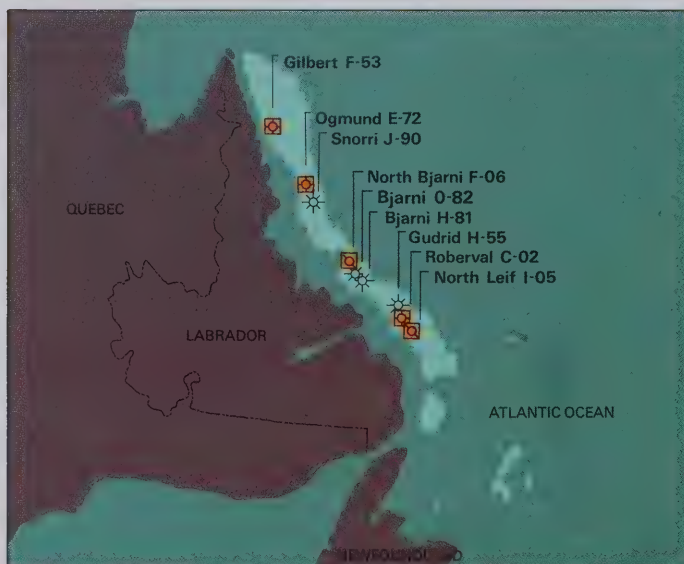 Gilbert F-53
Ogmund E-72
Snorri J-90
North Bjarni F-06
Bjarni O-82
Bjarni H-81
Gudrid H-55
Roberval C-02
North Leif I-05
QUEBEC
LABRADOR
ATLANTIC OCEAN
NEWFOUNDLAND